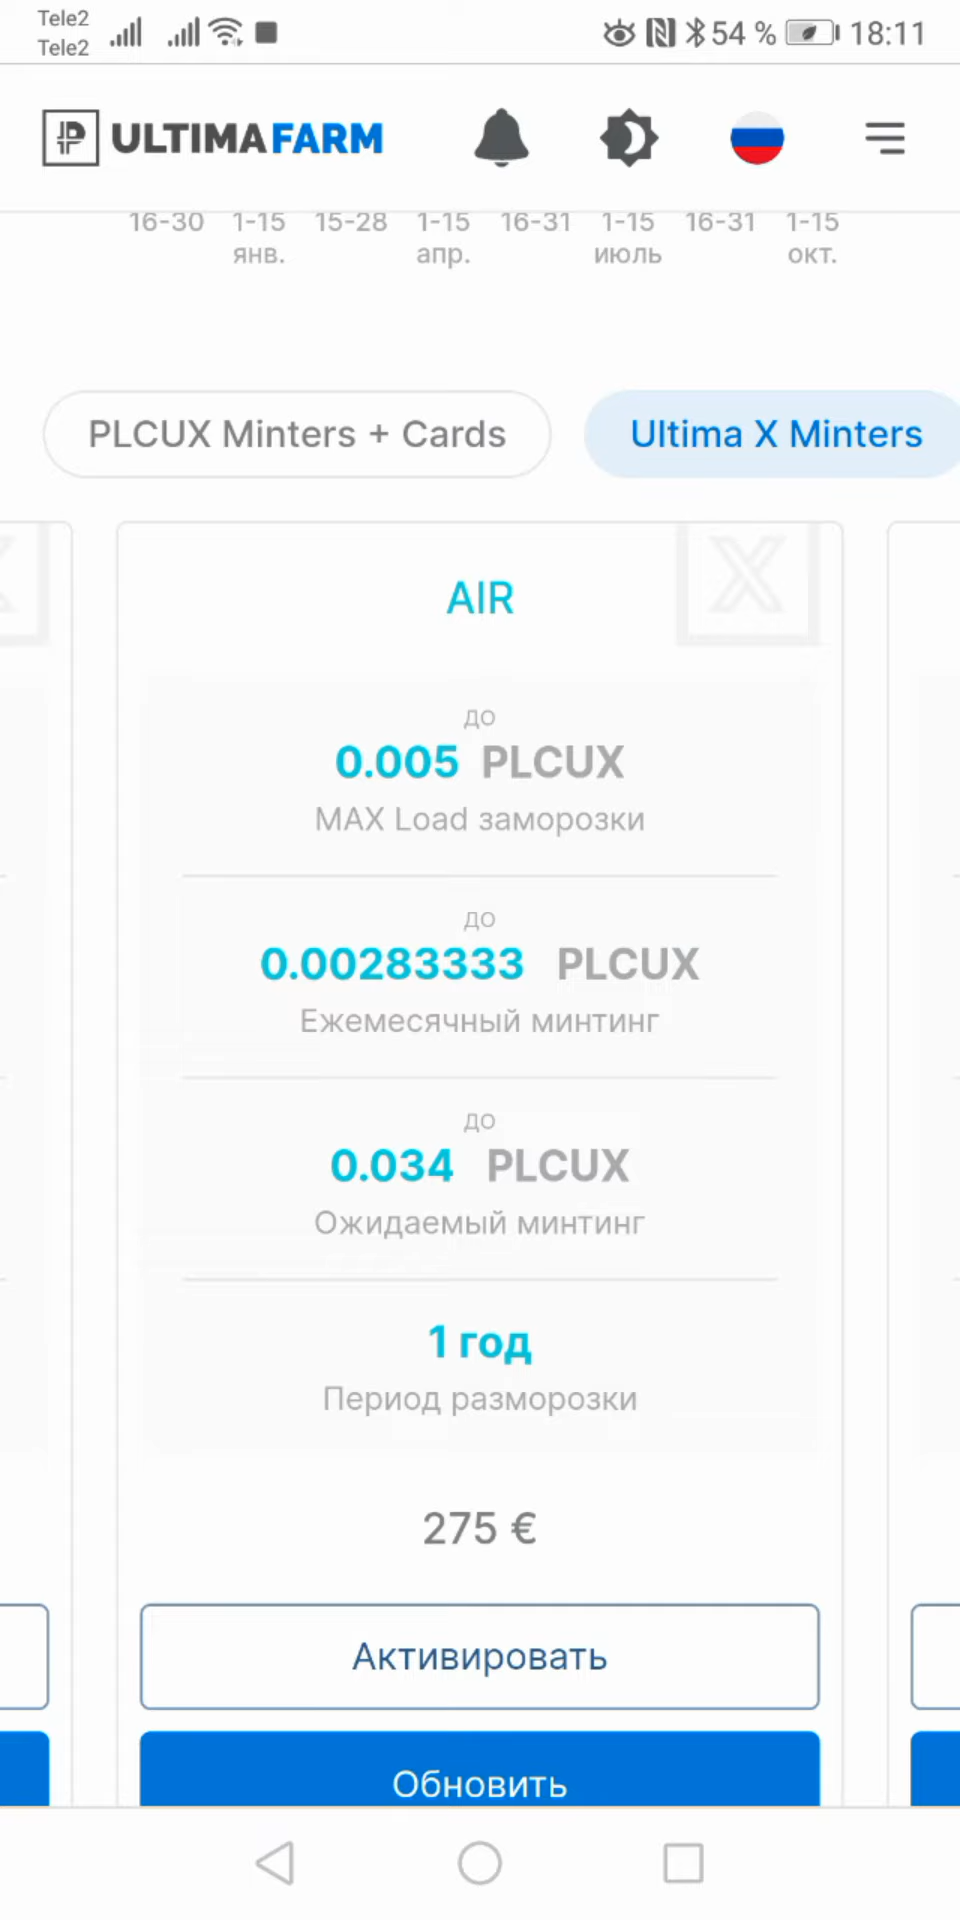 Tele2
Tele2
54 % 18:11
ULTIMAFARM
16-30 1-15 15-28 1-15 16-31 1-15 16-31 1-15
янв. апр. июль окт.
PLCUX Minters + Cards Ultima X Minters
AIR
до
0.005 PLCUX
MAX Load заморозки
до
0.00283333 PLCUX
Ежемесячный минтинг
до
0.034 PLCUX
Ожидаемый минтинг
1 год
Период разморозки
275 €
Активировать
Обновить